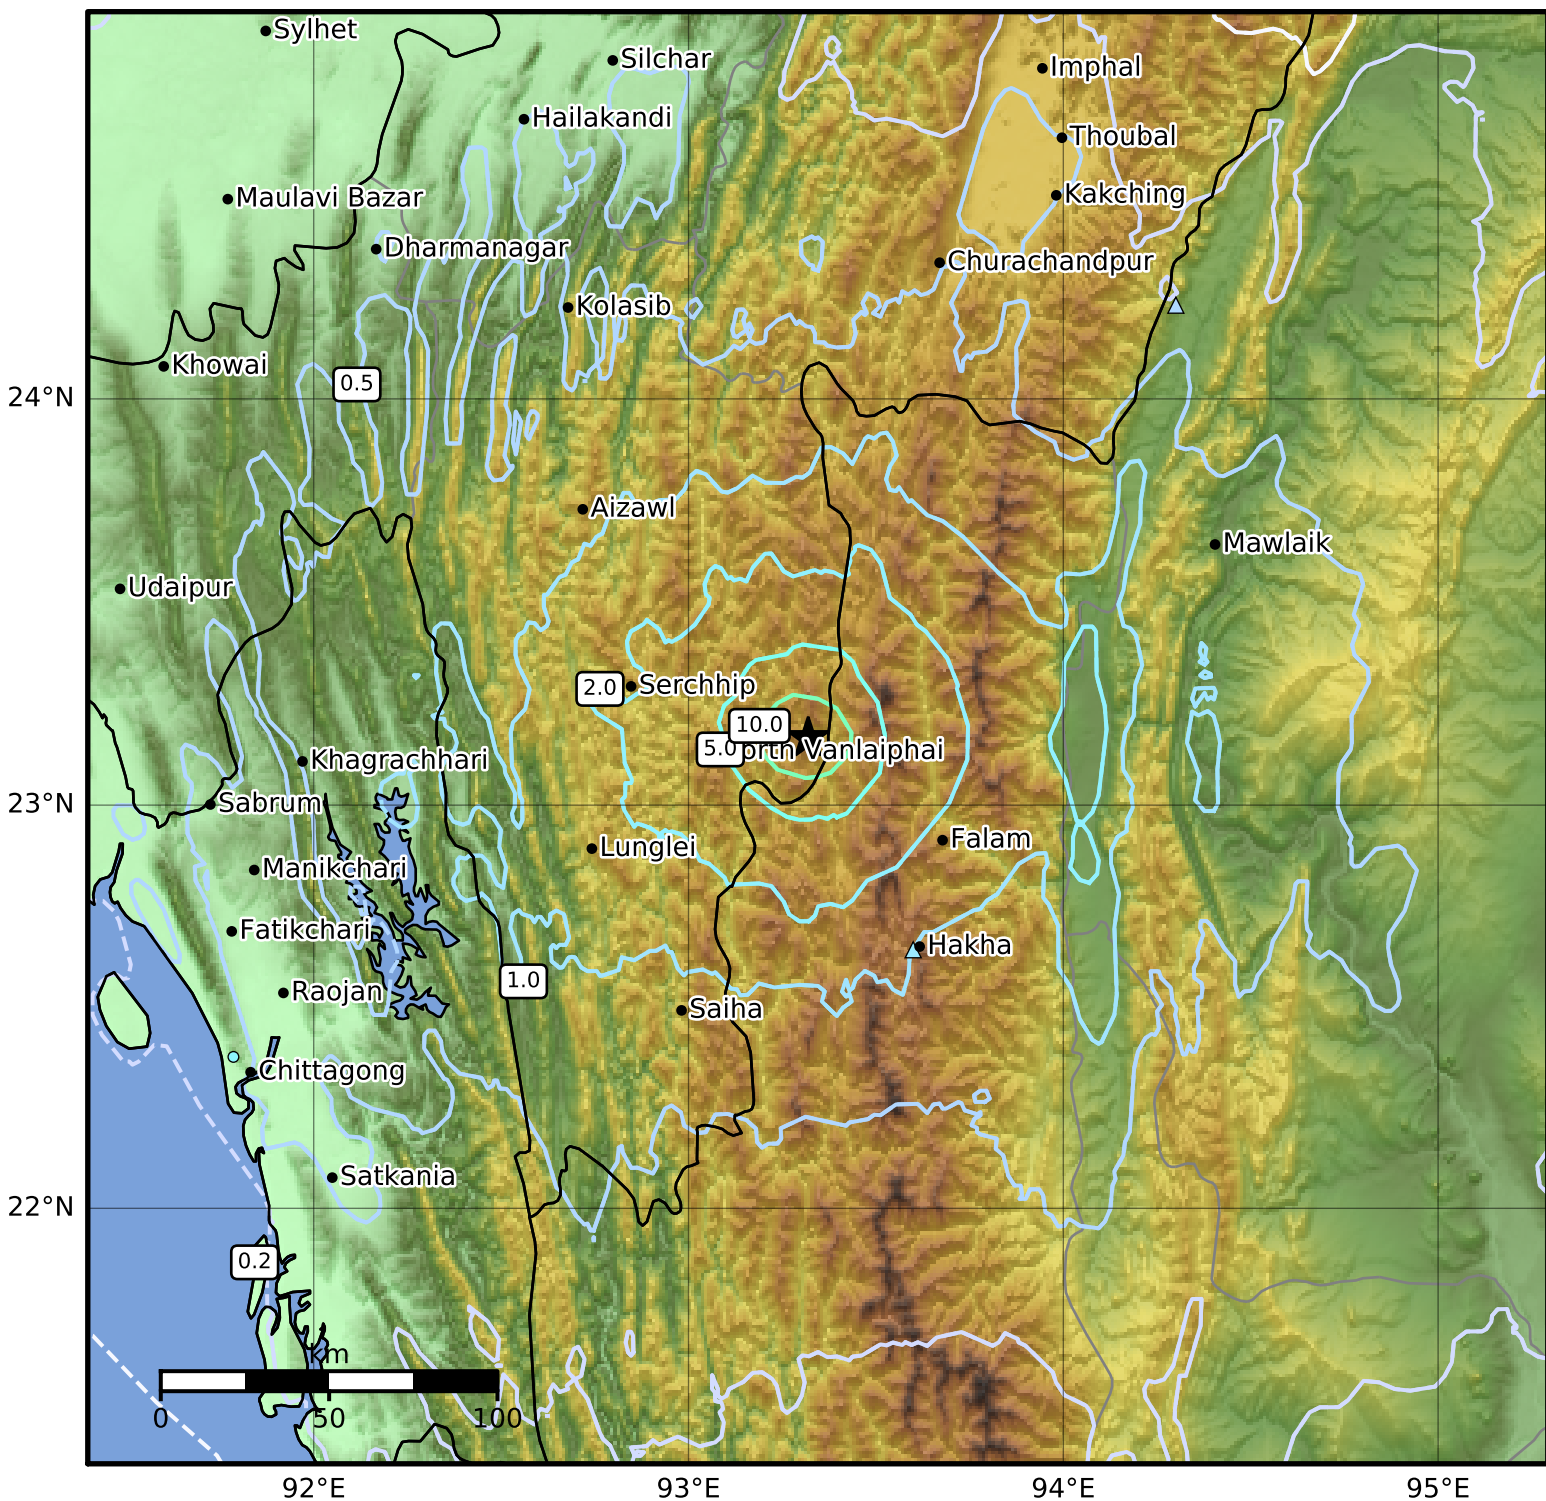 Sylhet
Silchar
Imphal
Hailakandi
Thoubal
Maulavi Bazar
Kakching
Dharmanagar
Churachandpur
Kolasib
Khowai
0.5
24°N
Aizawl
Mawlaik
Udaipur
Serchhip
2.0
10.0
5.0
orth Vanlaiphai
Khagrachhari
Sabrum
23°N
Falam
Lunglei
Manikchari
Fatikchari
Hakha
1.0
Raojan
Saiha
Chittagong
Satkania
22°N
0.2
km
0 50 100
92°E 93°E 94°E 95°E